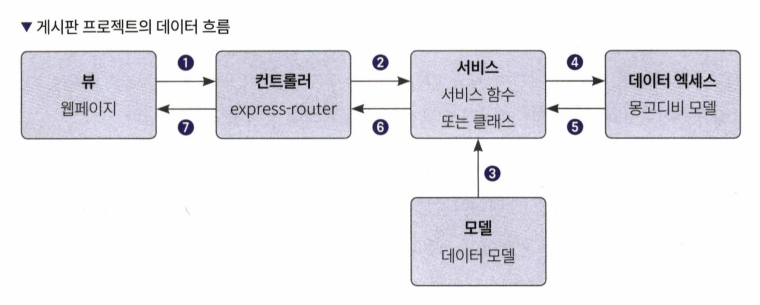 ▼ 게시판 프로젝트의 데이터 흐름
뷰
웹페이지
❶
❼
컨트롤러
express-router
❷
❻
서비스
서비스 함수
또는 클래스
❹
❺
데이터 엑세스
몽고디비 모델
❸
모델
데이터 모델